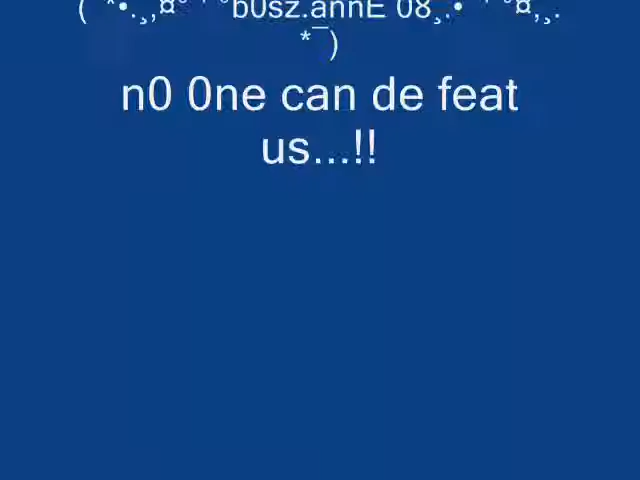 (¯*•.¸,¤°´'`°b0sz.annE 08¸.•´'`°¤,¸.
*¯)
n0 0ne can de feat
us...!!